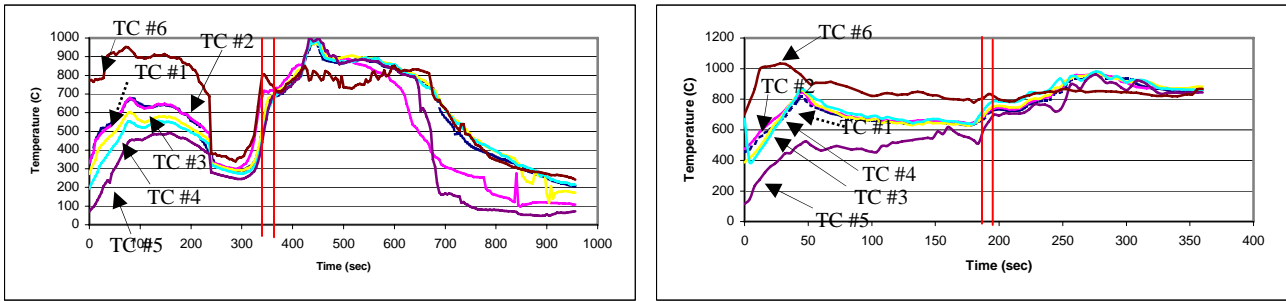 TC #6
TC #2
TC #1
TC #3
TC #4
TC #5
1000
900
800
700
600
500
400
300
200
100
0
Temperature (C)
0 100 200 300 400 500 600 700 800 900 1000
Time (sec)
TC #6
TC #2
TC #1
TC #4
TC #3
TC #5
1200
1000
800
600
400
200
0
Temperature (C)
0 50 100 150 200 250 300 350 400
Time (sec)